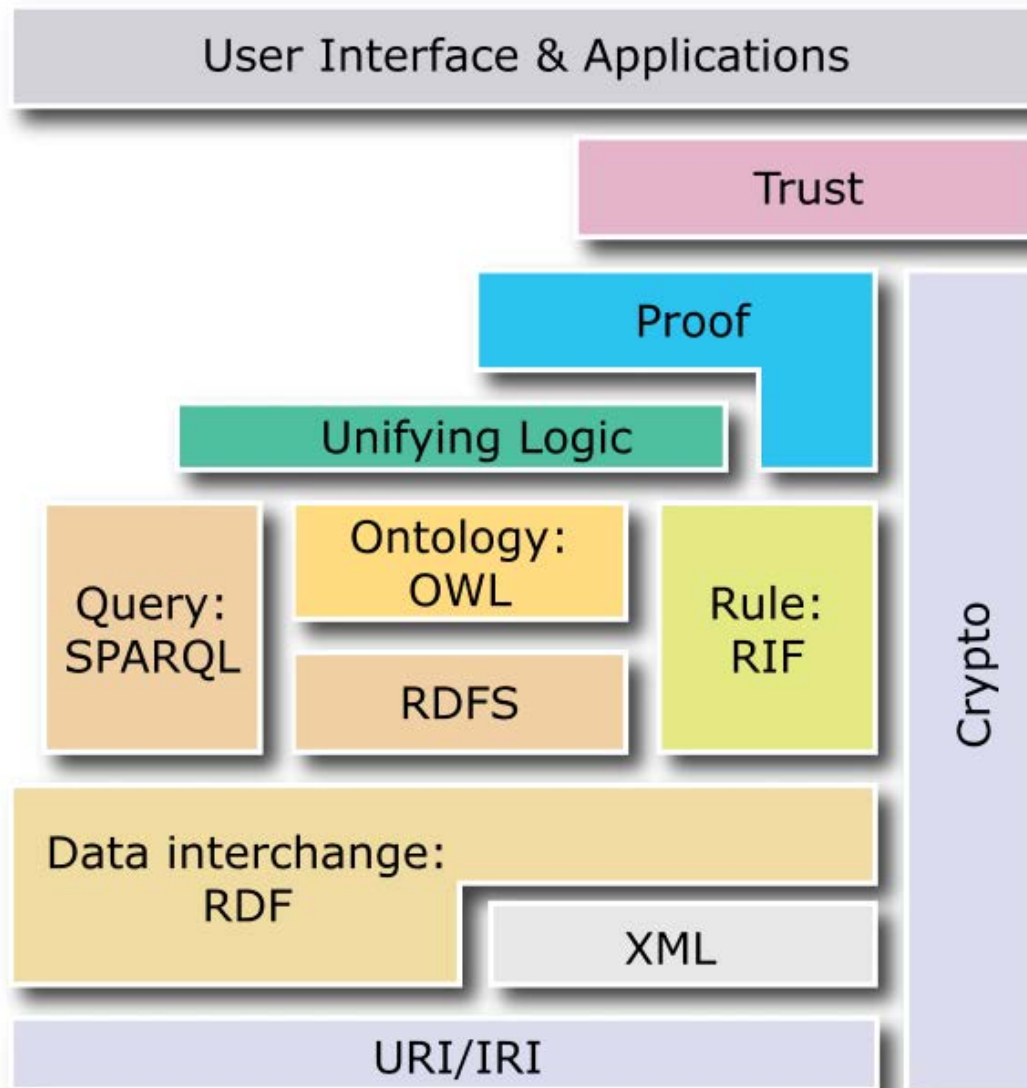 User Interface & Applications
Trust
Proof
Unifying Logic
Query:
SPARQL
Ontology:
OWL
RDFS
Rule:
RIF
Crypto
Data interchange:
RDF
XML
URI/IRI